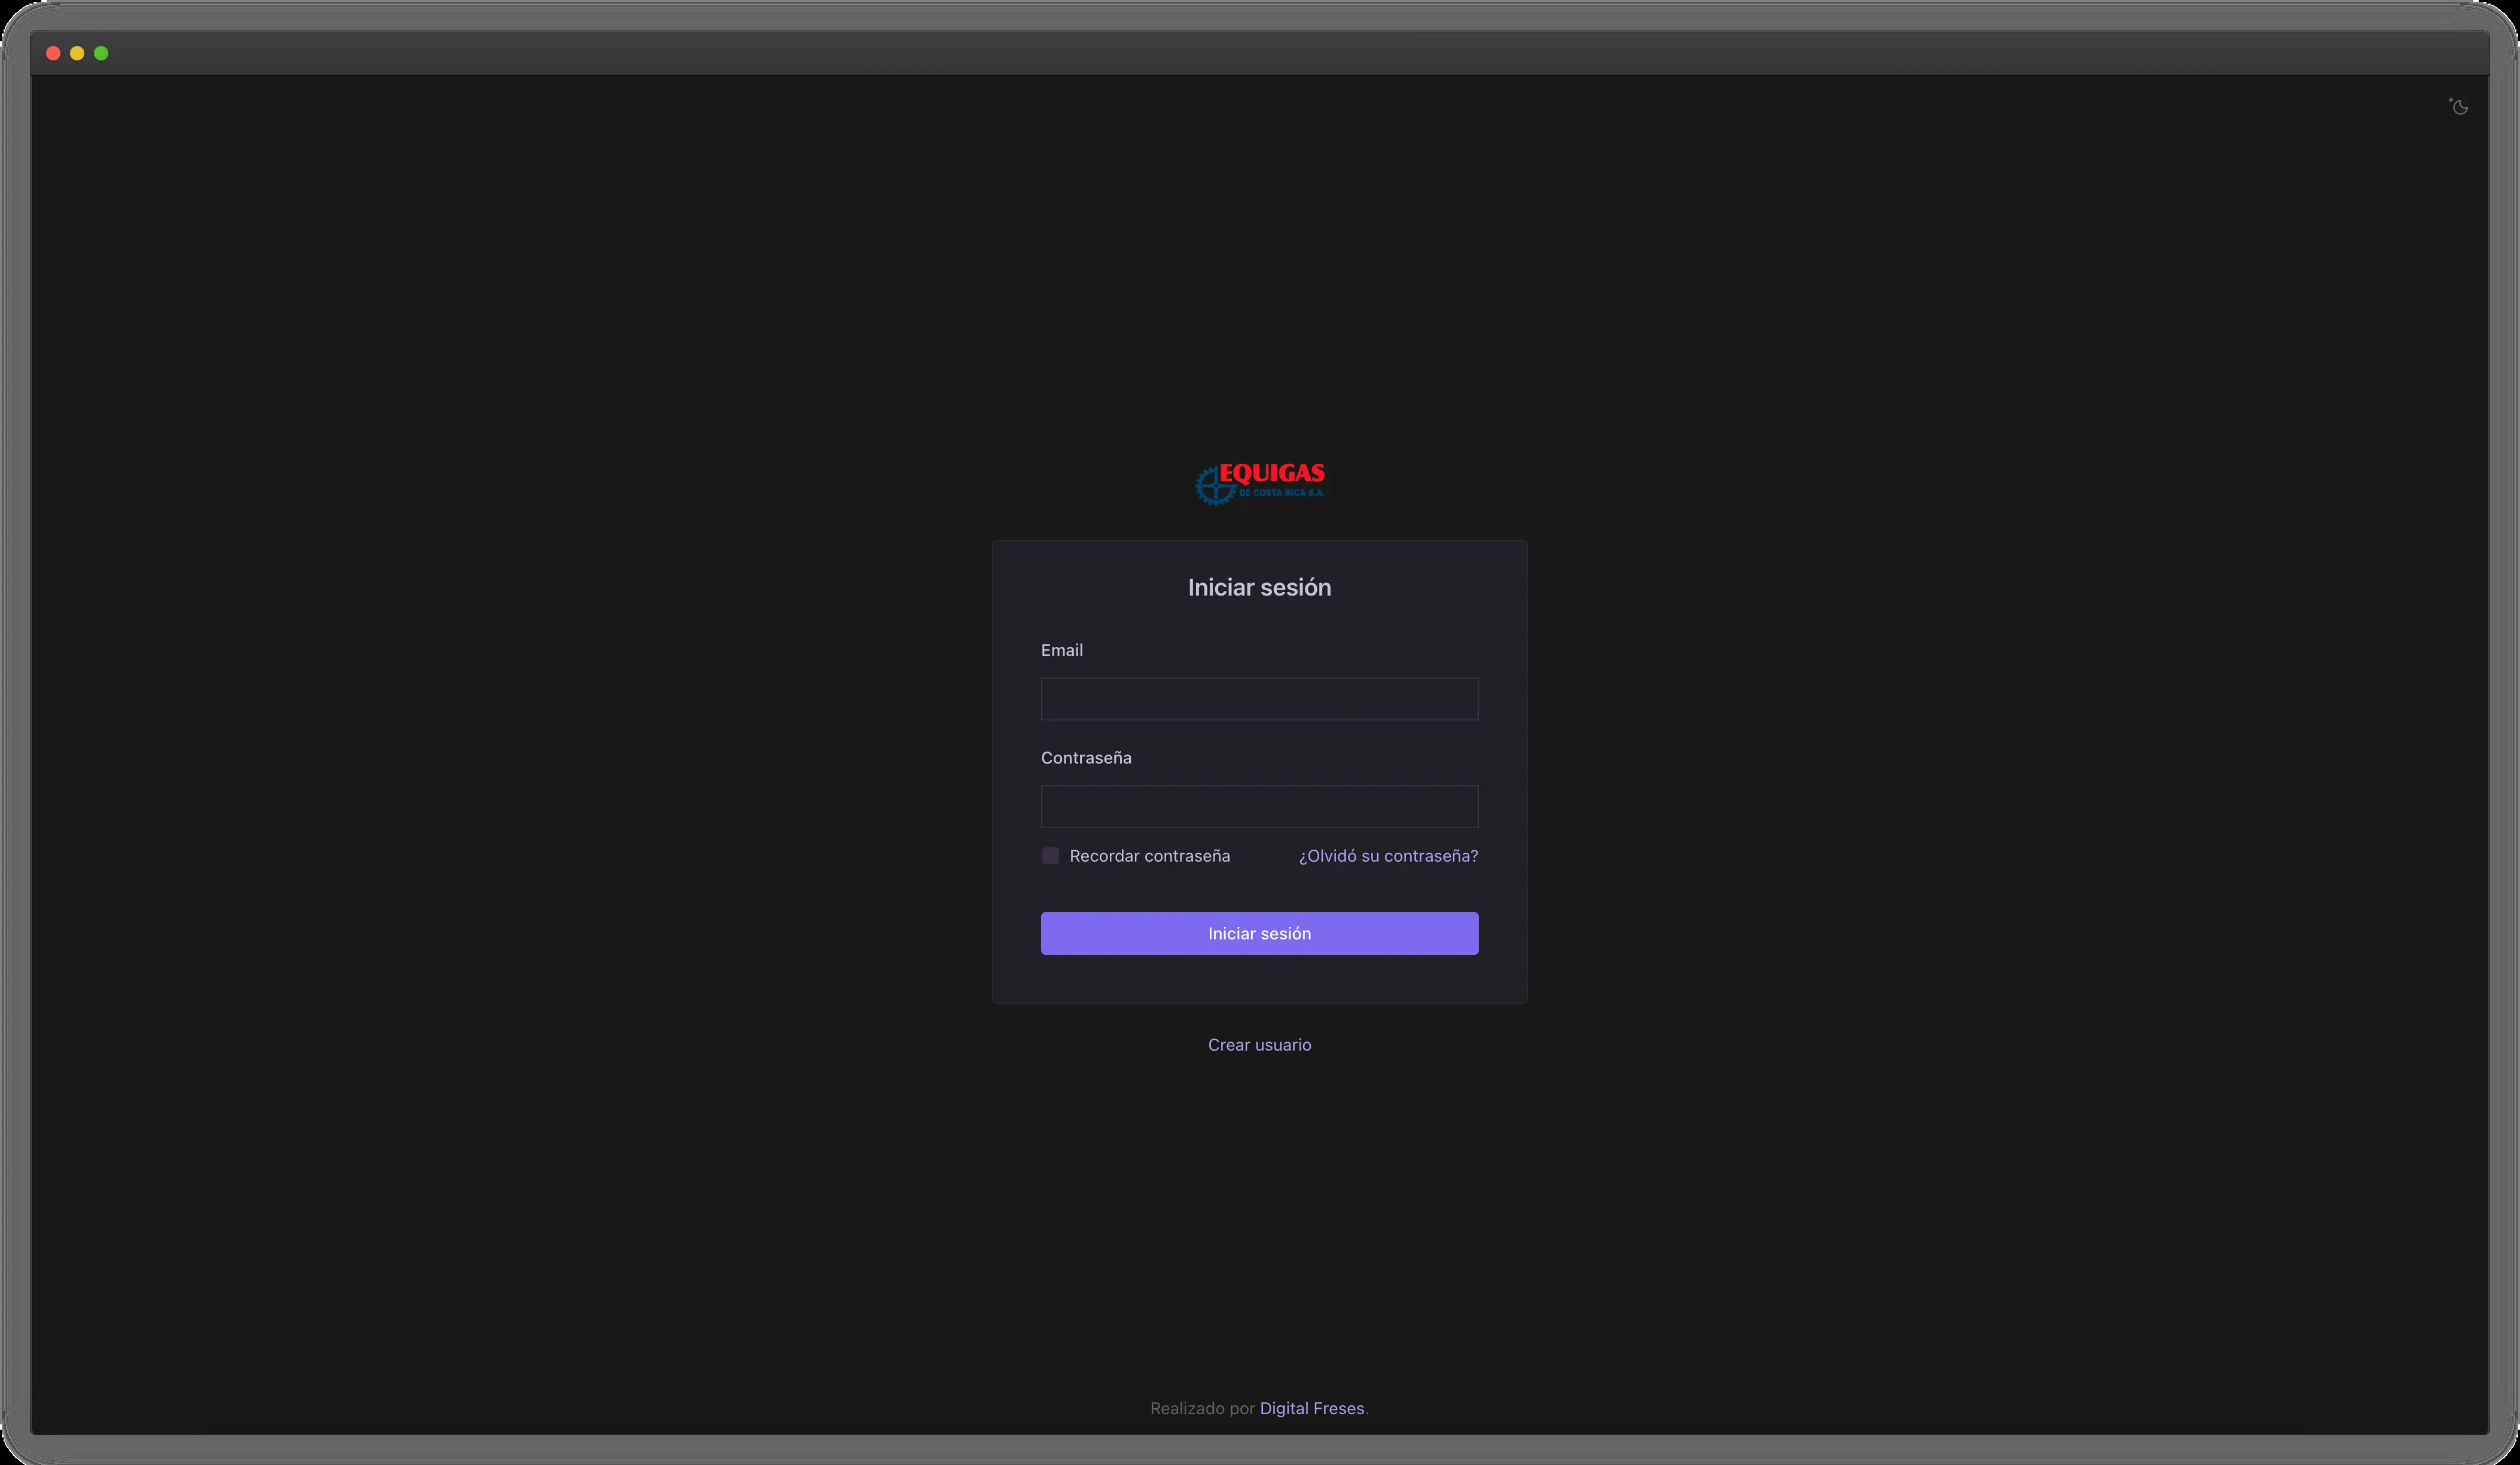 EQUIGAS
DE COSTA RICA S.A.
Iniciar sesión
Email
Contraseña
Recordar contraseña
¿Olvidó su contraseña?
Iniciar sesión
Crear usuario
Realizado por Digital Freses.